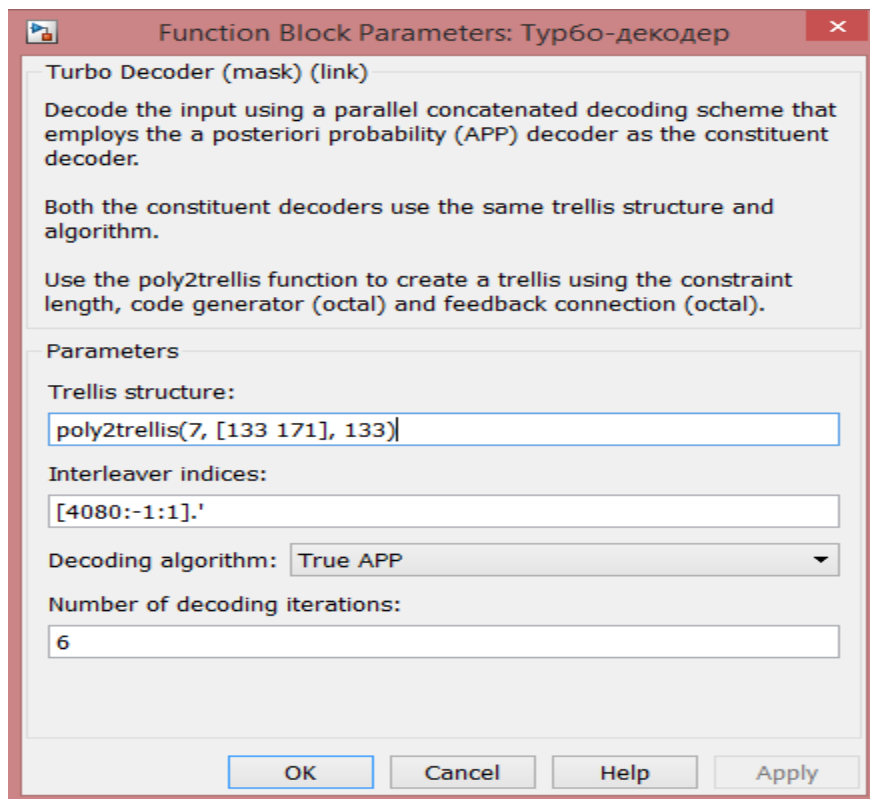 Function Block Parameters: Турбо-декодер
Turbo Decoder (mask) (link)
Decode the input using a parallel concatenated decoding scheme that
employs the a posteriori probability (APP) decoder as the constituent
decoder.
Both the constituent decoders use the same trellis structure and
algorithm.
Use the poly2trellis function to create a trellis using the constraint
length, code generator (octal) and feedback connection (octal).
Parameters
Trellis structure:
poly2trellis(7, [133 171], 133)
Interleaver indices:
[4080:-1:1].'
Decoding algorithm: True APP
Number of decoding iterations:
6
OK Cancel Help Apply